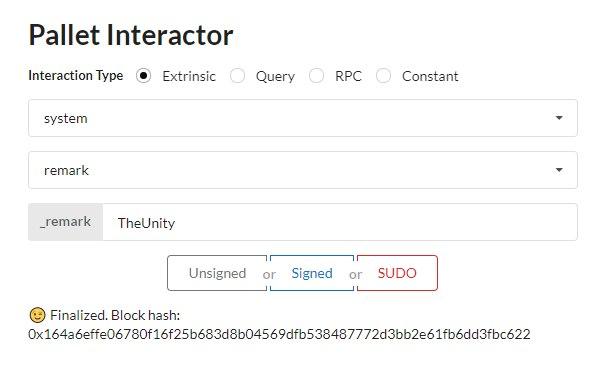 Pallet Interactor
Interaction Type Extrinsic Query RPC Constant
system
remark
_remark TheUnity
Unsigned or Signed or SUDO
😉 Finalized. Block hash:
0x164a6effe06780f16f25b683d8b04569dfb538487772d3bb2e61fb6dd3fbc622